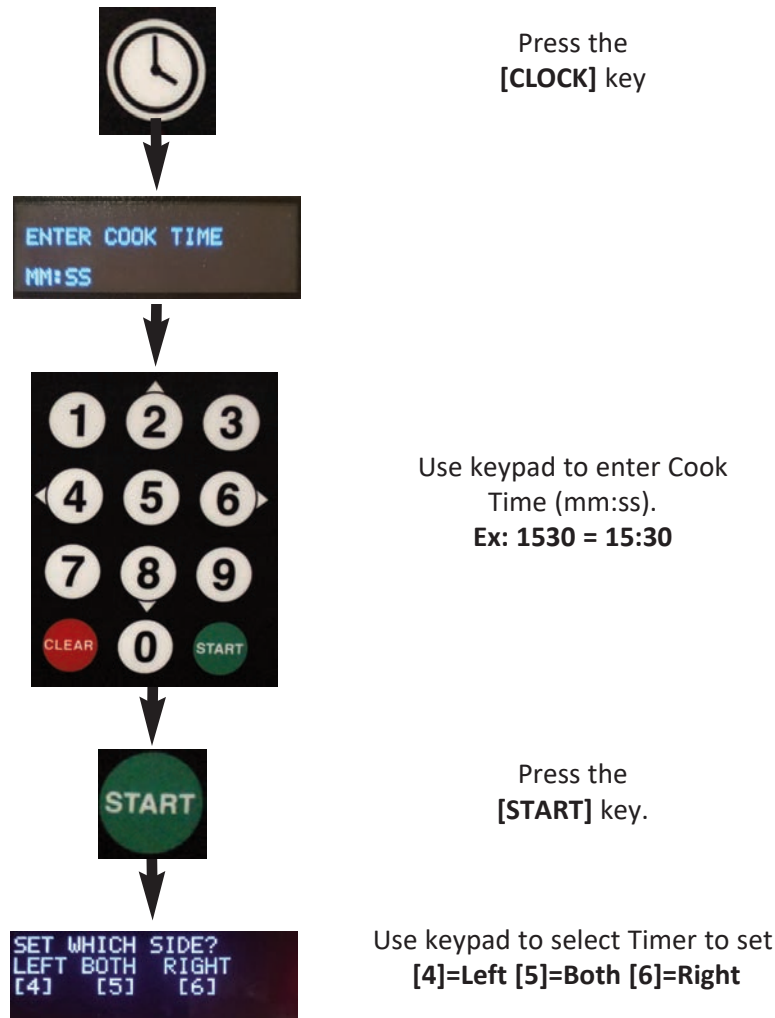 Press the
[CLOCK] key
ENTER COOK TIME
MM:SS
1 2 3
4 5 6
7 8 9
CLEAR 0 START
Use keypad to enter Cook
Time (mm:ss).
Ex: 1530 = 15:30
START
Press the
[START] key.
SET WHICH SIDE?
LEFT BOTH RIGHT
[4] [5] [6]
Use keypad to select Timer to set
[4]=Left [5]=Both [6]=Right